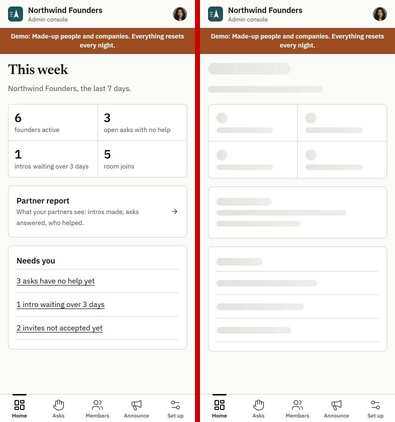 Northwind Founders
Admin console
Demo: Made-up people and companies. Everything resets
every night.
This week
Northwind Founders, the last 7 days.
6
founders active
3
open asks with no help
1
intros waiting over 3 days
5
room joins
Partner report
What your partners see: intros made, asks
answered, who helped.
Needs you
3 asks have no help yet
1 intro waiting over 3 days
2 invites not accepted yet
Home
Asks
Members
Announce
Set up
Northwind Founders
Admin console
Demo: Made-up people and companies. Everything resets
every night.
Home
Asks
Members
Announce
Set up